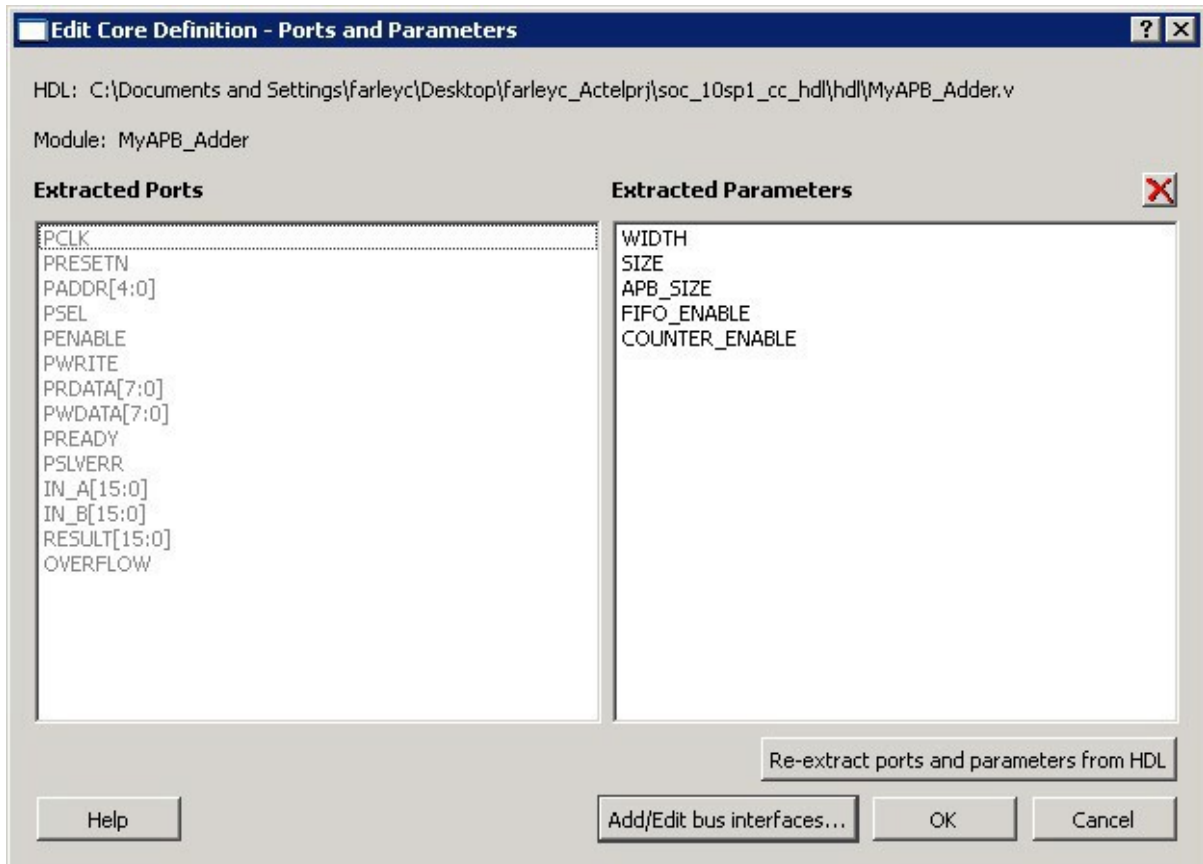 Edit Core Definition - Ports and Parameters
HDL: C:\Documents and Settings\farleyc\Desktop\farleyc_Actelprj\soc_10sp1_cc_hdl\hdl\MyAPB_Adder.v
Module: MyAPB_Adder
Extracted Ports
PCLK
PRESETN
PADDR[4:0]
PSEL
PENABLE
PWRITE
PRDATA[7:0]
PWDATA[7:0]
PREADY
PSLVERR
IN_A[15:0]
IN_B[15:0]
RESULT[15:0]
OVERFLOW
Extracted Parameters
WIDTH
SIZE
APB_SIZE
FIFO_ENABLE
COUNTER_ENABLE
Re-extract ports and parameters from HDL
Help
Add/Edit bus interfaces...
OK
Cancel